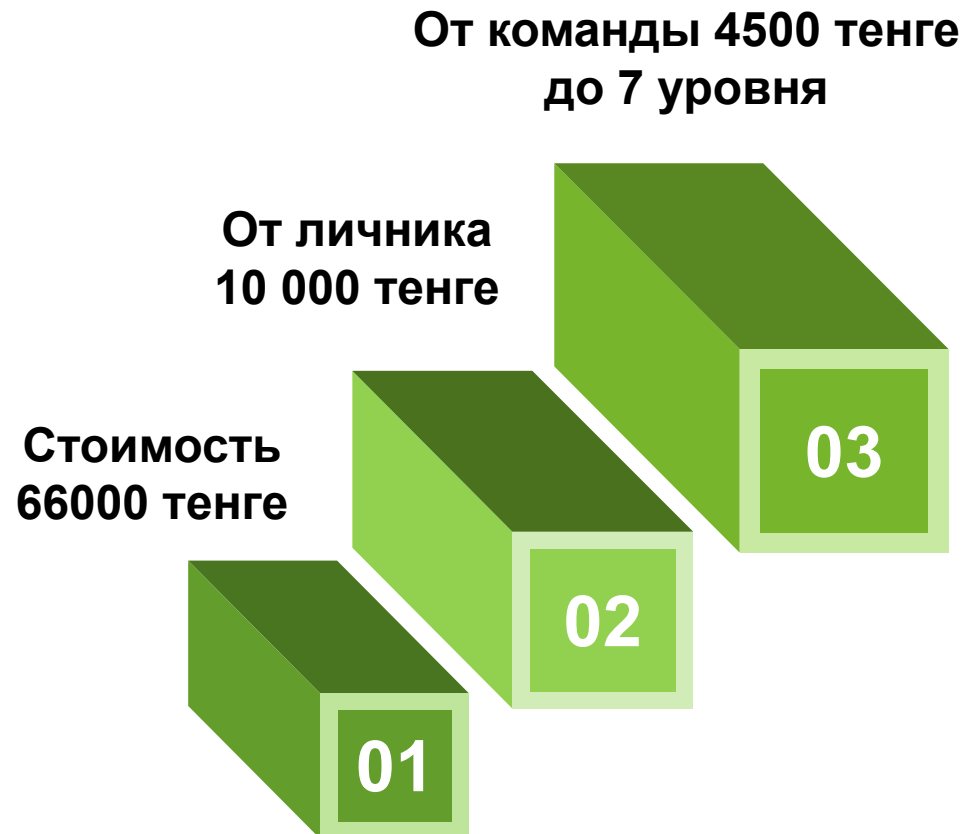 От команды 4500 тенге
до 7 уровня
От личника
10 000 тенге
Стоимость
66000 тенге
03
02
01